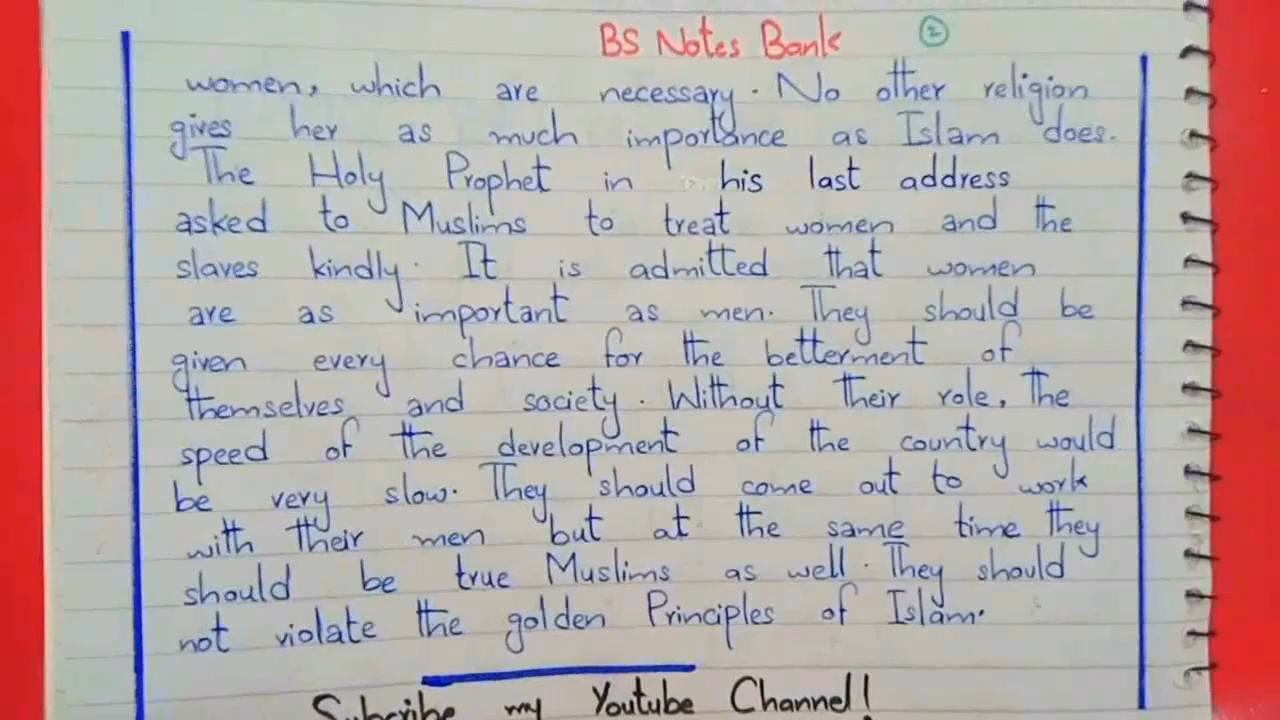 BS Notes Bank 2
women, which are necessary. No other religion
gives her as much importance as Islam does.
The Holy Prophet in his last address
asked to Muslims to treat women and the
slaves kindly. It is admitted that women
are as important as men. They should be
given every chance for the betterment of
themselves and society. Without their role, the
speed of the development of the country would
be very slow. They should come out to work
with their men but at the same time they
should be true Muslims as well. They should
not violate the golden Principles of Islam.
Subcribe my Youtube Channel!